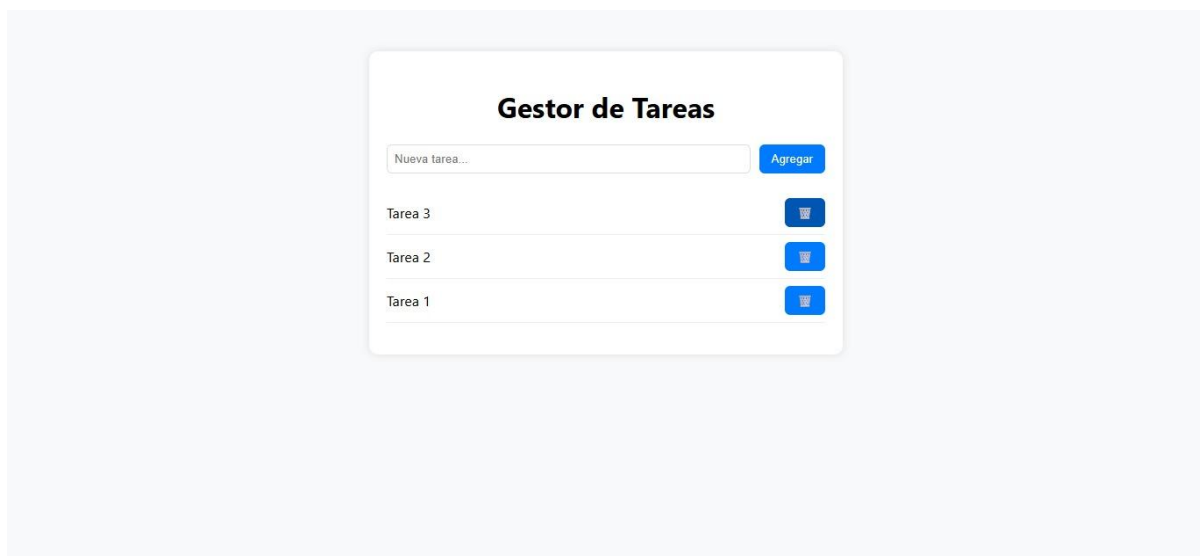 Gestor de Tareas
Nueva tarea... Agregar
Tarea 3
Tarea 2
Tarea 1